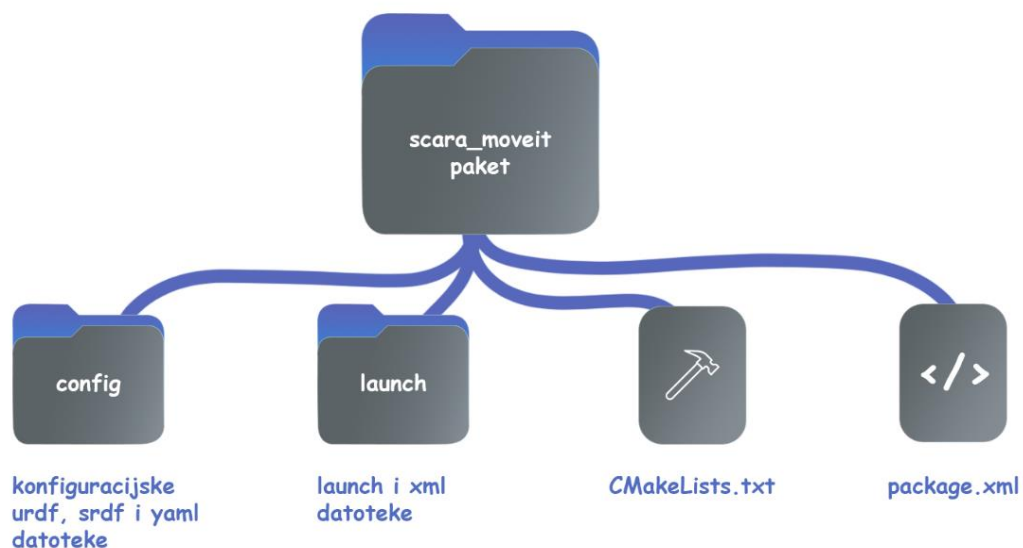 scara_moveit
paket
config
launch
</>
konfiguracijske
urdf, srdf i yaml
datoteke
launch i xml
datoteke
CMakeLists.txt
package.xml